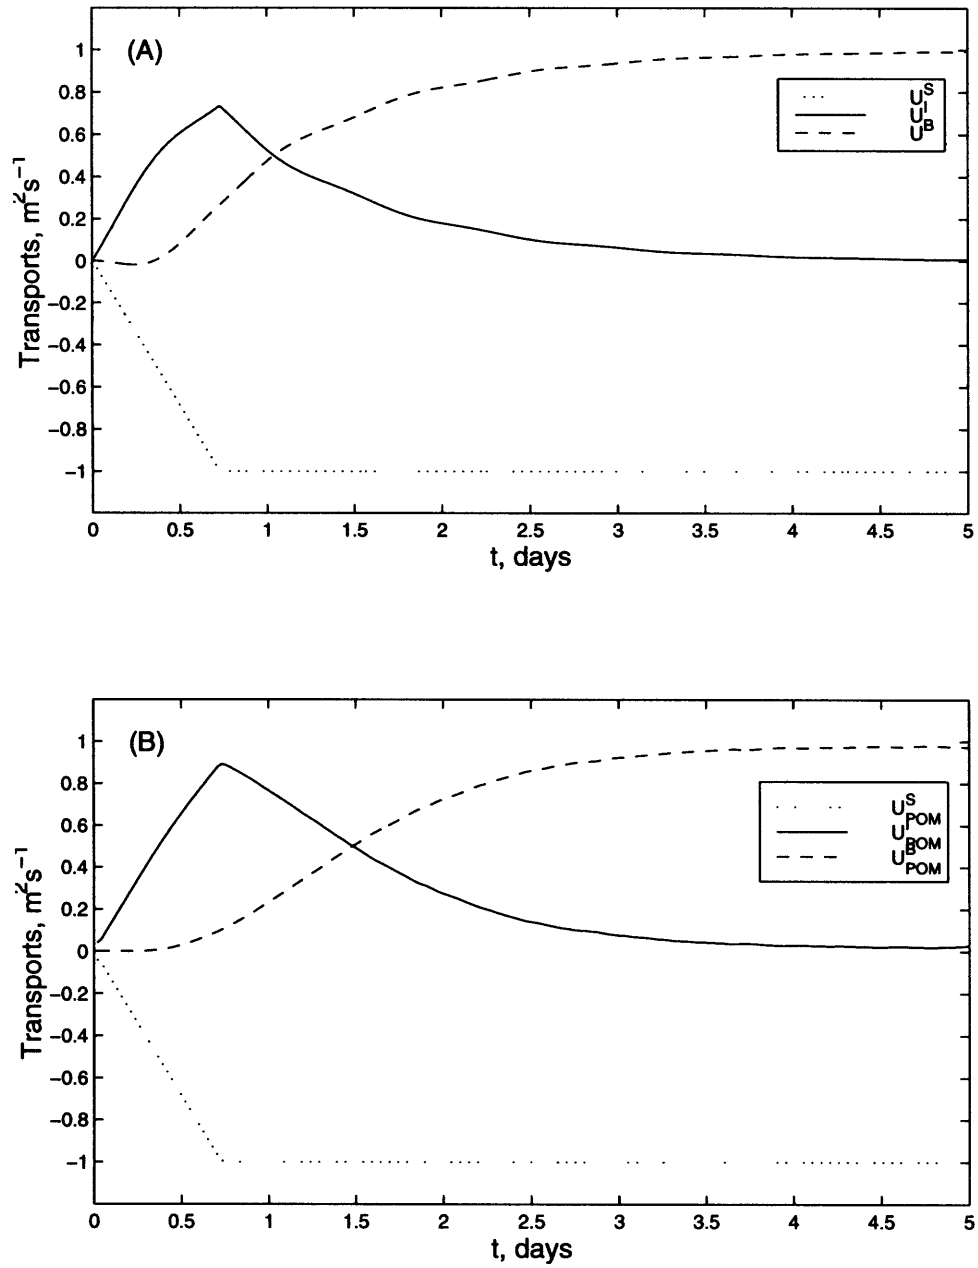 (A)
1
0.8
0.6
0.4
0.2
0
−0.2
−0.4
−0.6
−0.8
−1
Transports, m²s⁻¹
U^S
U^I
U^B
0 0.5 1 1.5 2 2.5 3 3.5 4 4.5 5
t, days
(B)
1
0.8
0.6
0.4
0.2
0
−0.2
−0.4
−0.6
−0.8
−1
Transports, m²s⁻¹
U^S_POM
U^I_POM
U^B_POM
0 0.5 1 1.5 2 2.5 3 3.5 4 4.5 5
t, days